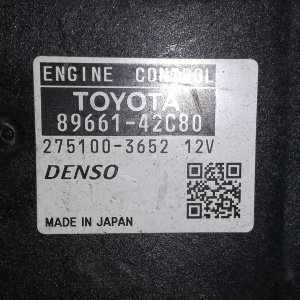 ENGINE CONTROL
TOYOTA
89661-42C80
275100-3652 12V
DENSO
MADE IN JAPAN